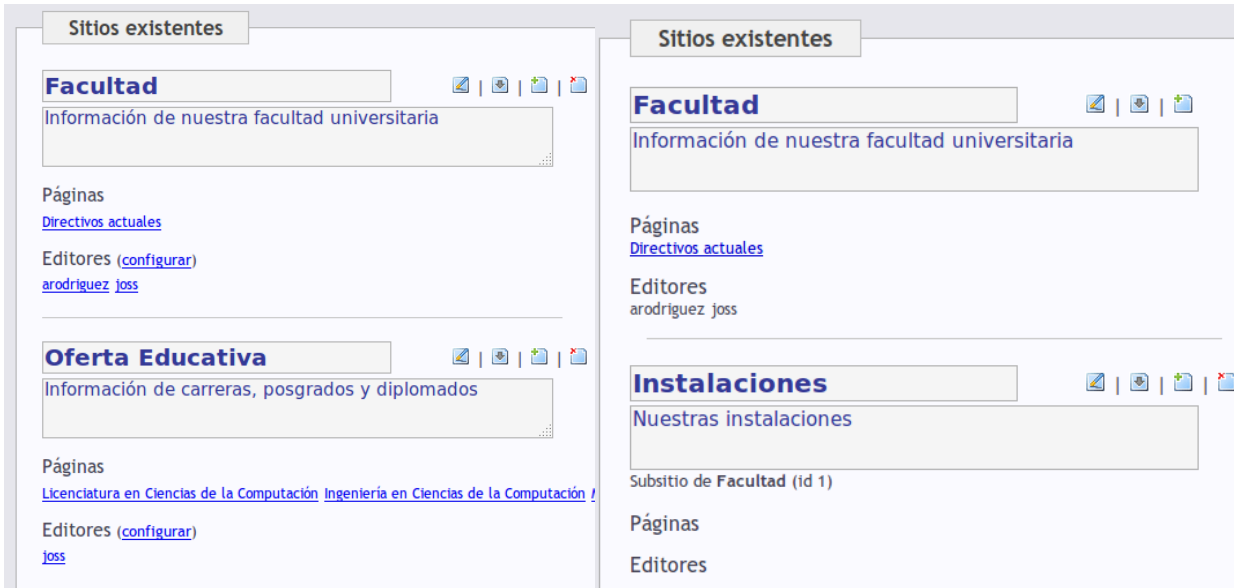 Sitios existentes
Facultad
| | |
Información de nuestra facultad universitaria
Páginas
Directivos actuales
Editores (configurar)
arodriguez joss
Oferta Educativa
| | |
Información de carreras, posgrados y diplomados
Páginas
Licenciatura en Ciencias de la Computación Ingeniería en Ciencias de la Computación
Editores (configurar)
joss
Sitios existentes
Facultad
| |
Información de nuestra facultad universitaria
Páginas
Directivos actuales
Editores
arodriguez joss
Instalaciones
| | |
Nuestras instalaciones
Subsitio de Facultad (id 1)
Páginas
Editores